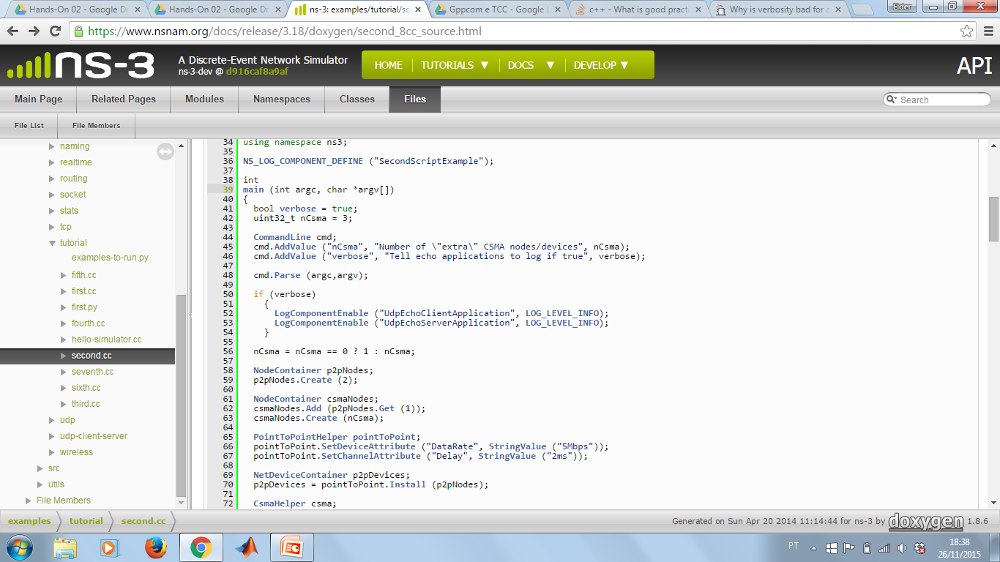 Hands-On 02 - Google Dr
Hands-On 02 - Google Dr
ns-3: examples/tutorial/se
Gppcom e TCC - Google D
c++ - What is good practi
Why is verbosity bad for a
Elder
https://www.nsnam.org/docs/release/3.18/doxygen/second_8cc_source.html
ns-3
A Discrete-Event Network Simulator
ns-3-dev @ d916caf8a9af
HOME TUTORIALS ▼ DOCS ▼ DEVELOP ▼
API
Main Page Related Pages Modules Namespaces Classes Files
Search
File List File Members
naming
realtime
routing
socket
stats
tcp
tutorial
examples-to-run.py
fifth.cc
first.cc
first.py
fourth.cc
hello-simulator.cc
second.cc
seventh.cc
sixth.cc
third.cc
udp
udp-client-server
wireless
src
utils
File Members
34 using namespace ns3;
35
36 NS_LOG_COMPONENT_DEFINE ("SecondScriptExample");
37
38 int
39 main (int argc, char *argv[])
40 {
41   bool verbose = true;
42   uint32_t nCsma = 3;
43
44   CommandLine cmd;
45   cmd.AddValue ("nCsma", "Number of \"extra\" CSMA nodes/devices", nCsma);
46   cmd.AddValue ("verbose", "Tell echo applications to log if true", verbose);
47
48   cmd.Parse (argc,argv);
49
50   if (verbose)
51     {
52       LogComponentEnable ("UdpEchoClientApplication", LOG_LEVEL_INFO);
53       LogComponentEnable ("UdpEchoServerApplication", LOG_LEVEL_INFO);
54     }
55
56   nCsma = nCsma == 0 ? 1 : nCsma;
57
58   NodeContainer p2pNodes;
59   p2pNodes.Create (2);
60
61   NodeContainer csmaNodes;
62   csmaNodes.Add (p2pNodes.Get (1));
63   csmaNodes.Create (nCsma);
64
65   PointToPointHelper pointToPoint;
66   pointToPoint.SetDeviceAttribute ("DataRate", StringValue ("5Mbps"));
67   pointToPoint.SetChannelAttribute ("Delay", StringValue ("2ms"));
68
69   NetDeviceContainer p2pDevices;
70   p2pDevices = pointToPoint.Install (p2pNodes);
71
72   CsmaHelper csma;
examples tutorial second.cc
Generated on Sun Apr 20 2014 11:14:44 for ns-3 by doxygen 1.8.6
PT
18:38
26/11/2015